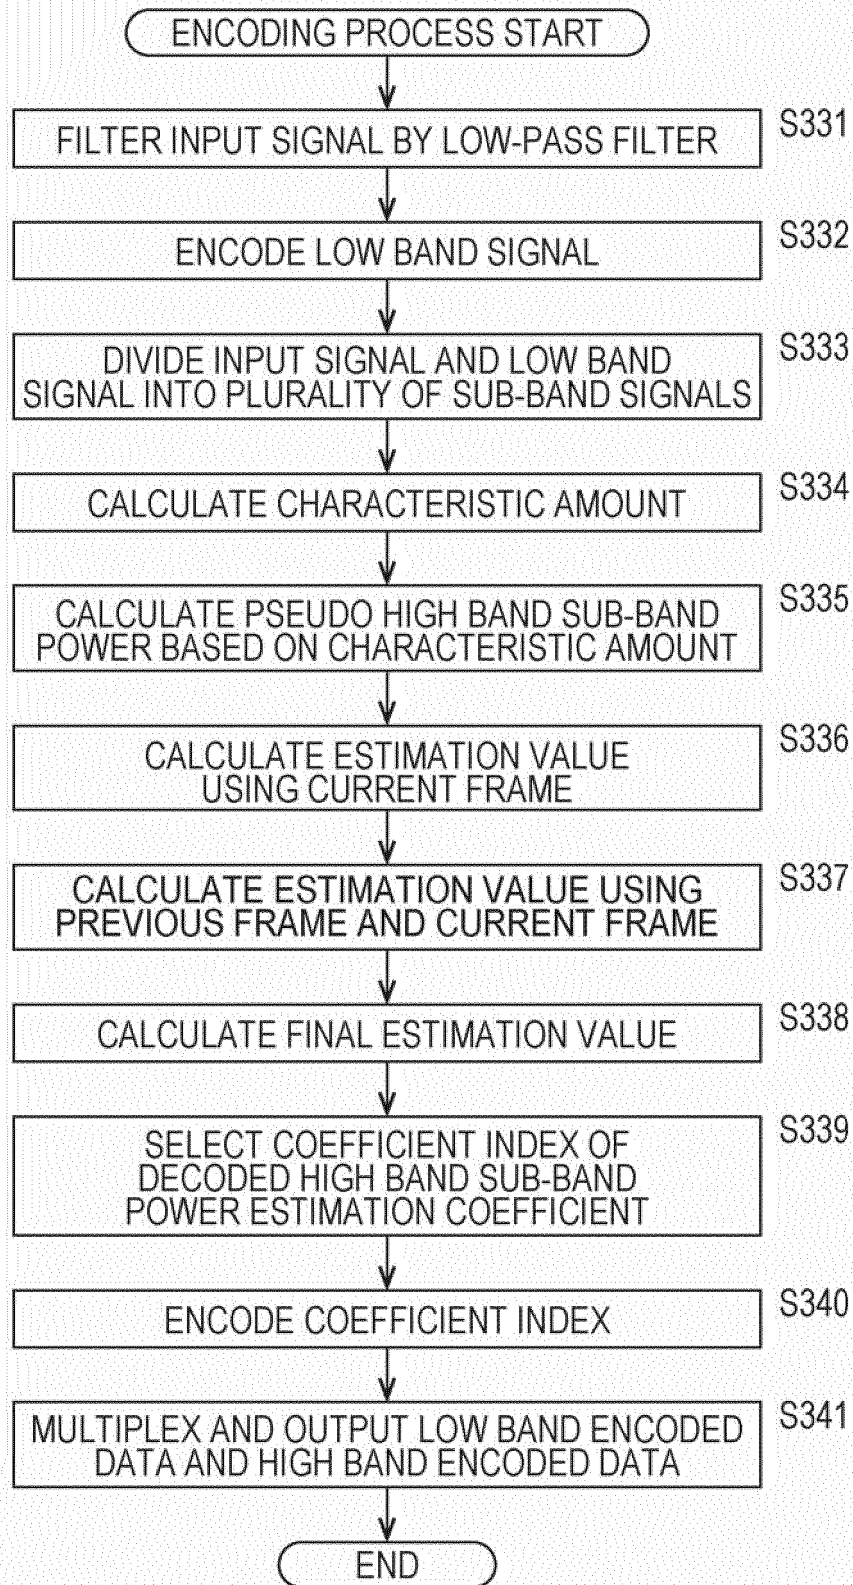 ENCODING PROCESS START
FILTER INPUT SIGNAL BY LOW-PASS FILTER
S331
ENCODE LOW BAND SIGNAL
S332
DIVIDE INPUT SIGNAL AND LOW BAND
SIGNAL INTO PLURALITY OF SUB-BAND SIGNALS
S333
CALCULATE CHARACTERISTIC AMOUNT
S334
CALCULATE PSEUDO HIGH BAND SUB-BAND
POWER BASED ON CHARACTERISTIC AMOUNT
S335
CALCULATE ESTIMATION VALUE
USING CURRENT FRAME
S336
CALCULATE ESTIMATION VALUE USING
PREVIOUS FRAME AND CURRENT FRAME
S337
CALCULATE FINAL ESTIMATION VALUE
S338
SELECT COEFFICIENT INDEX OF
DECODED HIGH BAND SUB-BAND
POWER ESTIMATION COEFFICIENT
S339
ENCODE COEFFICIENT INDEX
S340
MULTIPLEX AND OUTPUT LOW BAND ENCODED
DATA AND HIGH BAND ENCODED DATA
S341
END